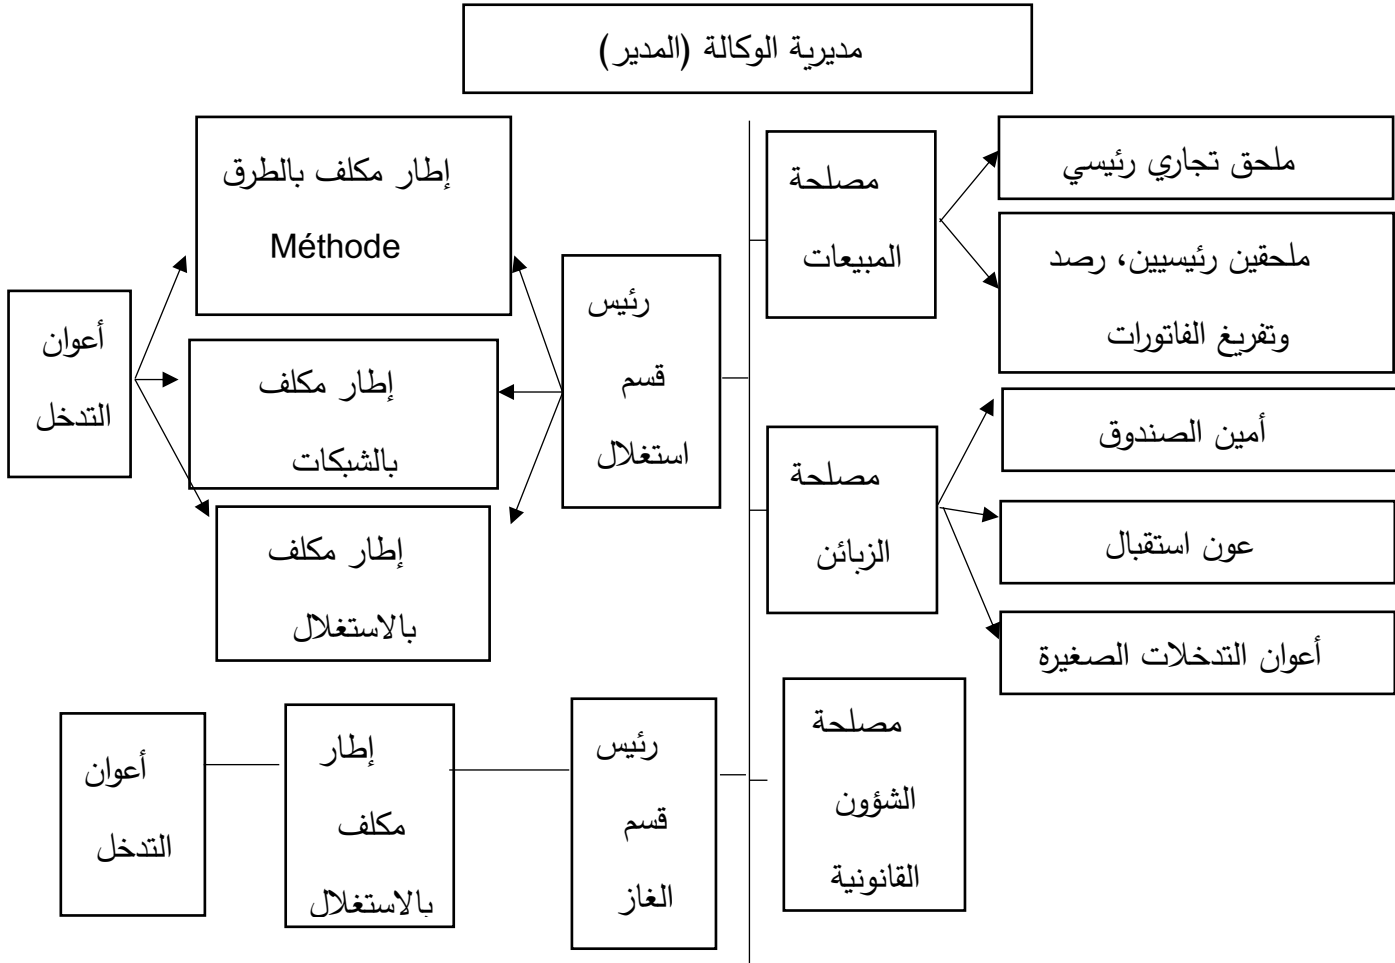 مديرية الوكالة (المدير)
ملحق تجاري رئيسي
ملحقين رئيسيين، رصد
وتفريغ الفاتورات
مصلحة
المبيعات
أمين الصندوق
عون استقبال
أعوان التدخلات الصغيرة
مصلحة
الزبائن
مصلحة
الشؤون
القانونية
رئيس
قسم
استغلال
إطار مكلف بالطرق
Méthode
إطار مكلف
بالشبكات
إطار مكلف
بالاستغلال
أعوان
التدخل
رئيس
قسم
الغاز
إطار
مكلف
بالاستغلال
أعوان
التدخل